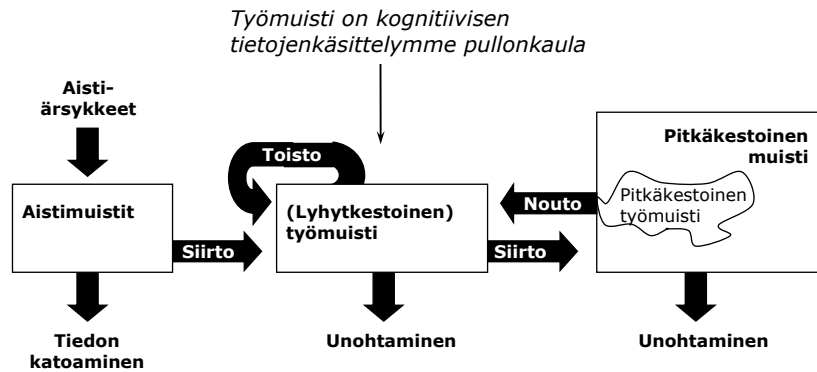 Työmuisti on kognitiivisen
tietojenkäsittelymme pullonkaula
Aisti-
ärsykkeet
Toisto
Pitkäkestoinen
muisti
Aistimuistit
(Lyhytkestoinen)
työmuisti
Nouto
Pitkäkestoinen
työmuisti
Siirto
Siirto
Tiedon
katoaminen
Unohtaminen
Unohtaminen